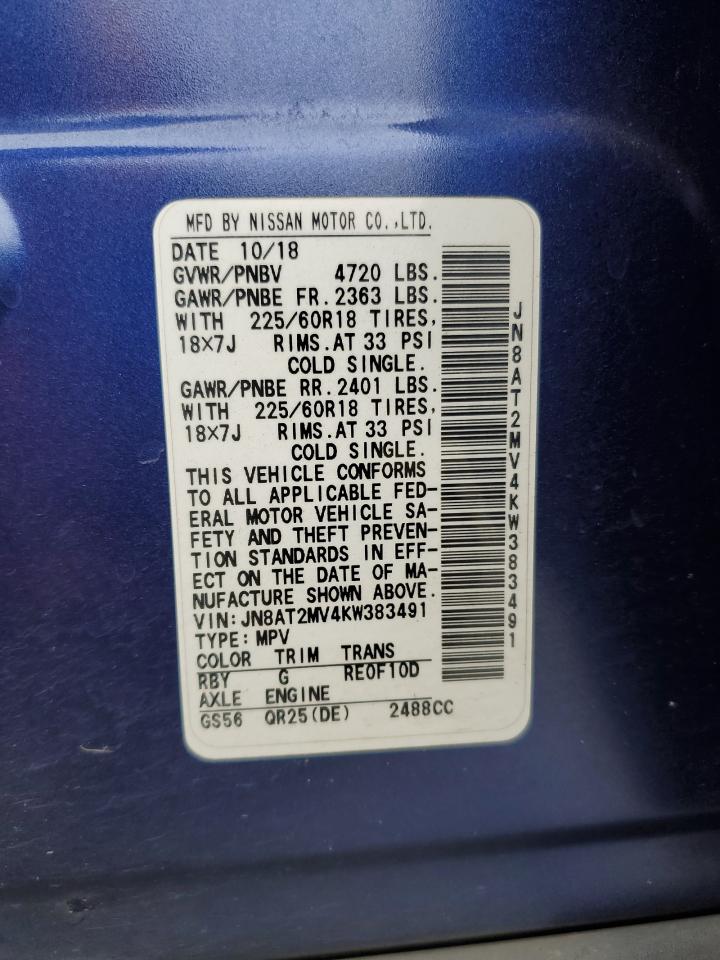 MFD BY NISSAN MOTOR CO.,LTD.
DATE 10/18
GVWR/PNBV 4720 LBS.
GAWR/PNBE FR.2363 LBS.
WITH 225/60R18 TIRES,
18X7J RIMS.AT 33 PSI
COLD SINGLE.
GAWR/PNBE RR.2401 LBS.
WITH 225/60R18 TIRES,
18X7J RIMS.AT 33 PSI
COLD SINGLE.
THIS VEHICLE CONFORMS
TO ALL APPLICABLE FED-
ERAL MOTOR VEHICLE SA-
FETY AND THEFT PREVEN-
TION STANDARDS IN EFF-
ECT ON THE DATE OF MA-
NUFACTURE SHOWN ABOVE.
VIN:JN8AT2MV4KW383491
TYPE:MPV
COLOR TRIM TRANS
RBY G RE0F10D
AXLE ENGINE
GS56 QR25(DE) 2488CC
JN8AT2MV4KW383491